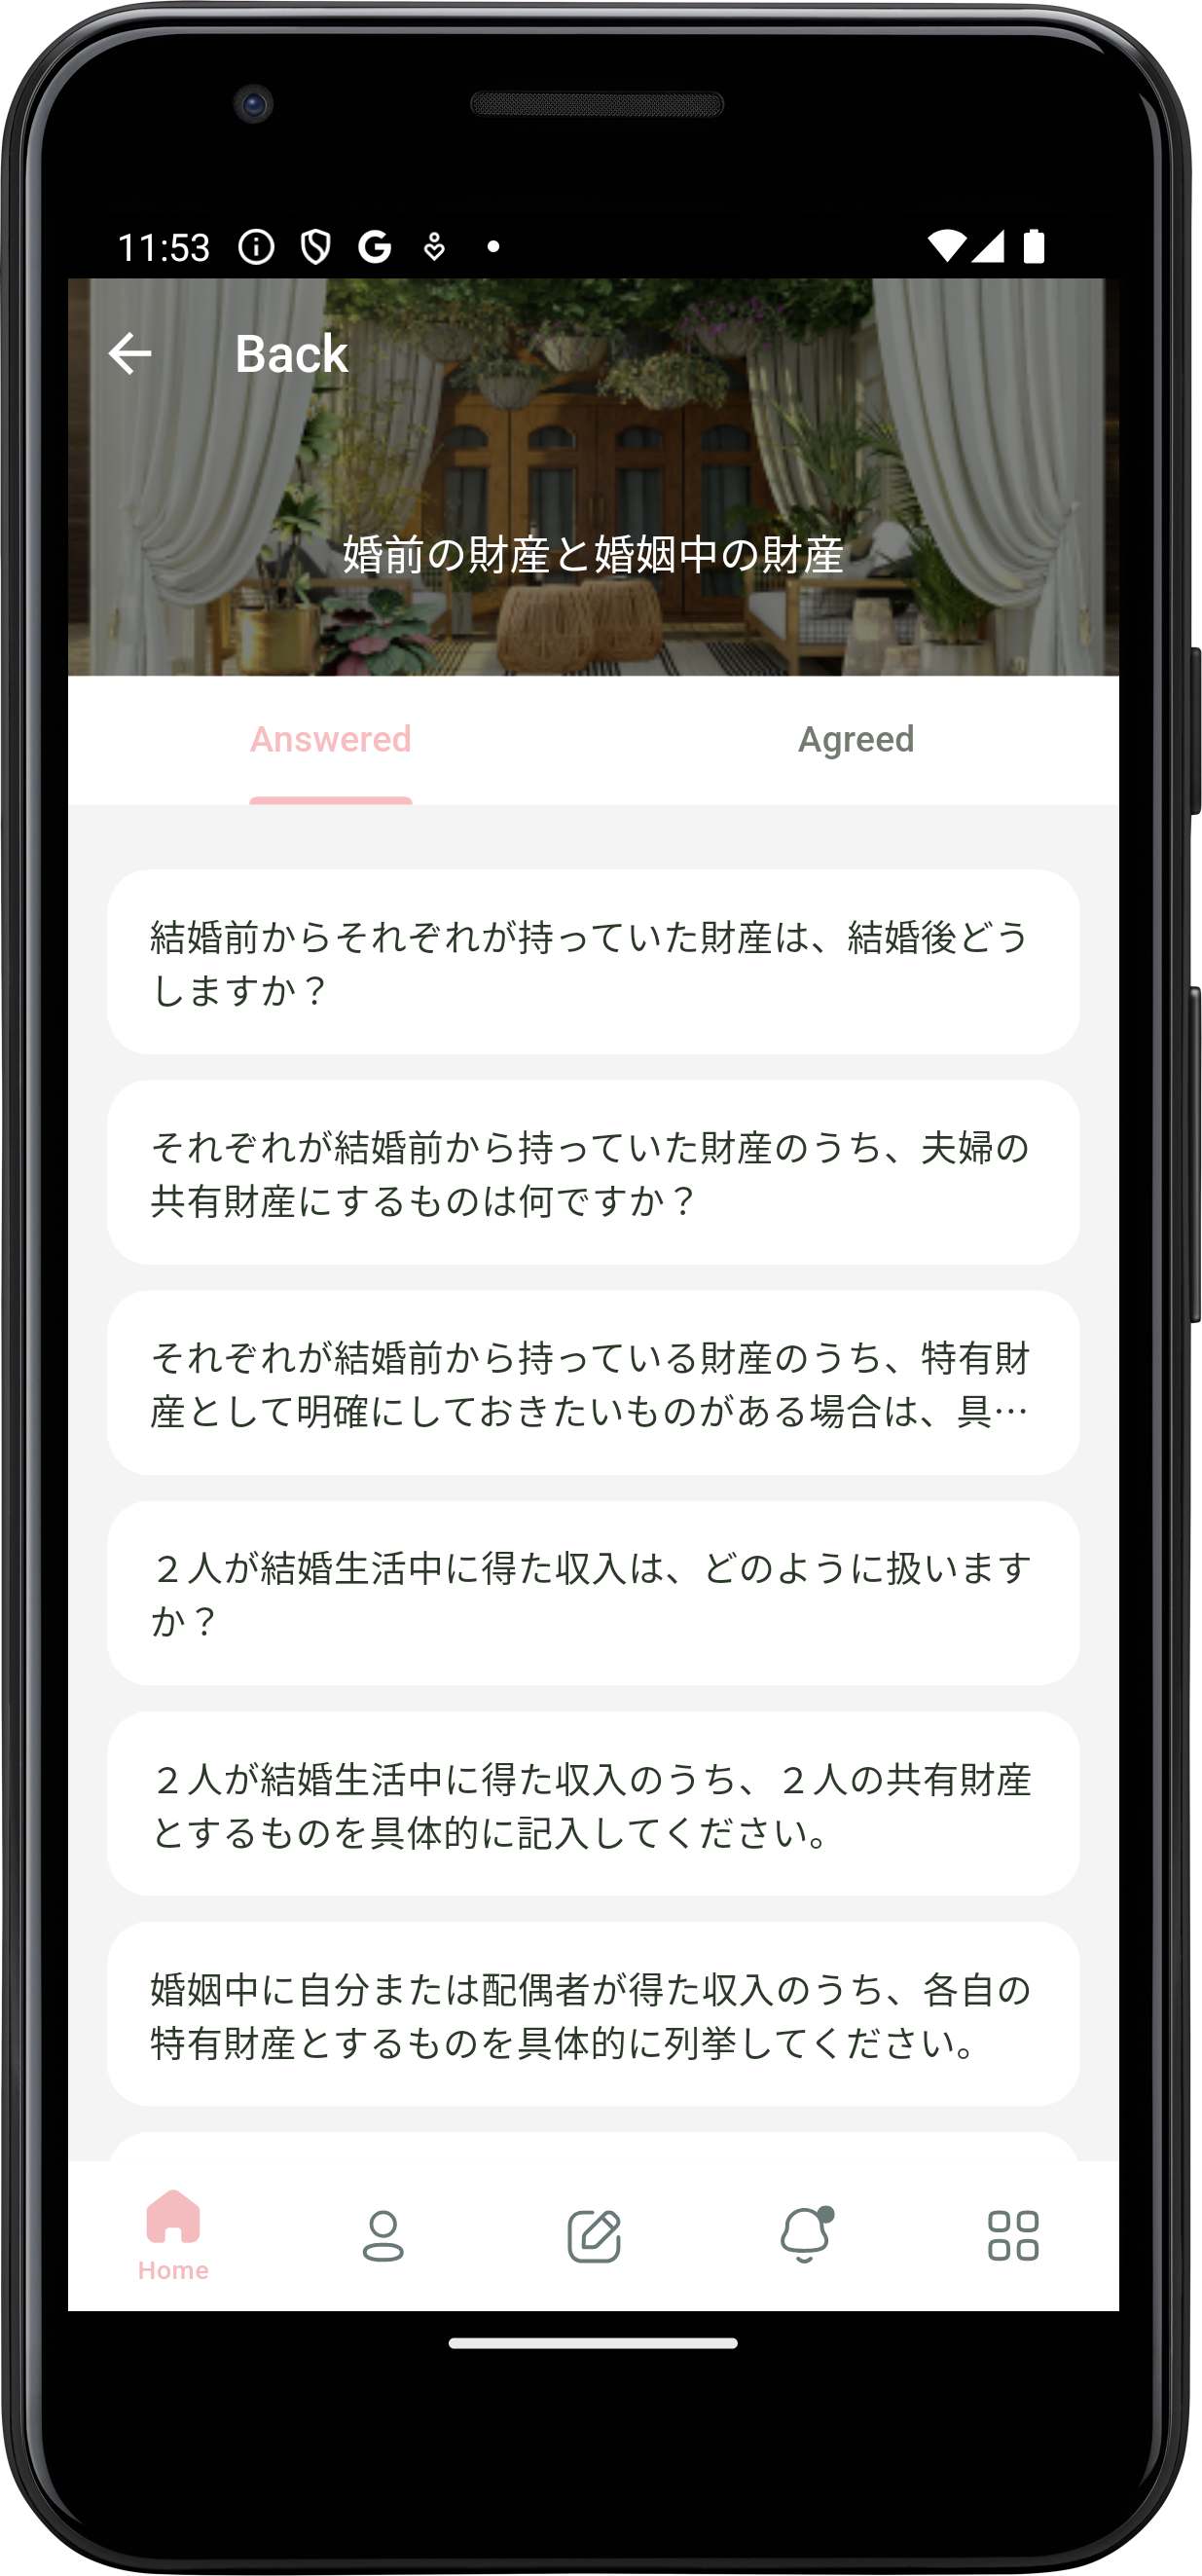 11:53
Back
婚前の財産と婚姻中の財産
Answered
Agreed
結婚前からそれぞれが持っていた財産は、結婚後どう
しますか？
それぞれが結婚前から持っていた財産のうち、夫婦の
共有財産にするものは何ですか？
それぞれが結婚前から持っている財産のうち、特有財
産として明確にしておきたいものがある場合は、具…
２人が結婚生活中に得た収入は、どのように扱います
か？
２人が結婚生活中に得た収入のうち、２人の共有財産
とするものを具体的に記入してください。
婚姻中に自分または配偶者が得た収入のうち、各自の
特有財産とするものを具体的に列挙してください。
Home